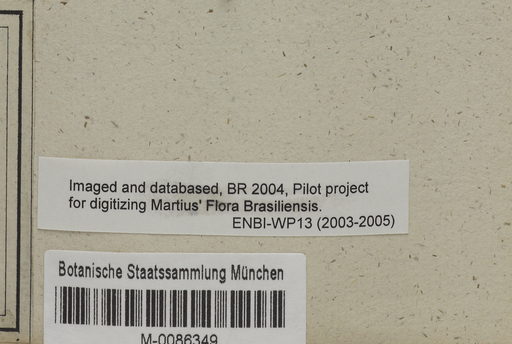 Imaged and databased, BR 2004, Pilot project
for digitizing Martius' Flora Brasiliensis.
ENBI-WP13 (2003-2005)
Botanische Staatssammlung München
M-0086349